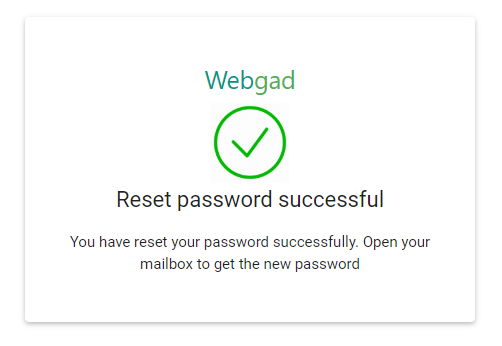 Webgad
Reset password successful
You have reset your password successfully. Open your
mailbox to get the new password